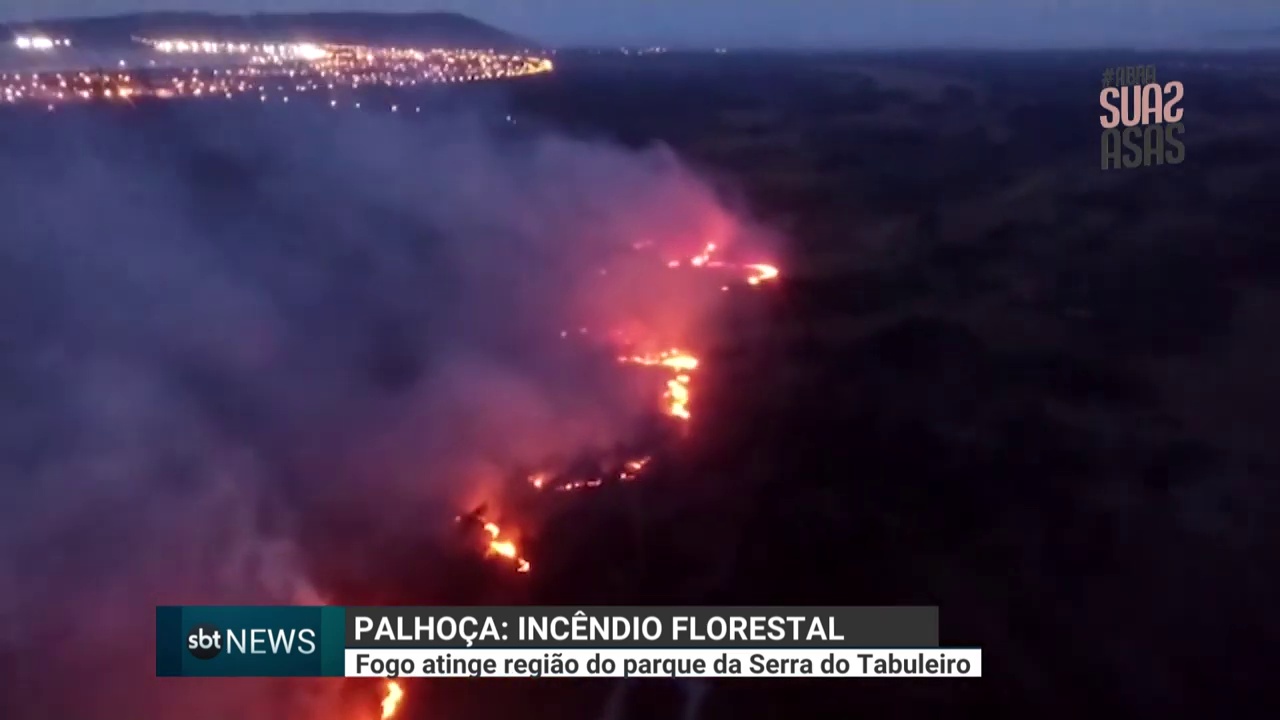 #ABRA
SUAS
ASAS
sbt NEWS
PALHOÇA: INCÊNDIO FLORESTAL
Fogo atinge região do parque da Serra do Tabuleiro